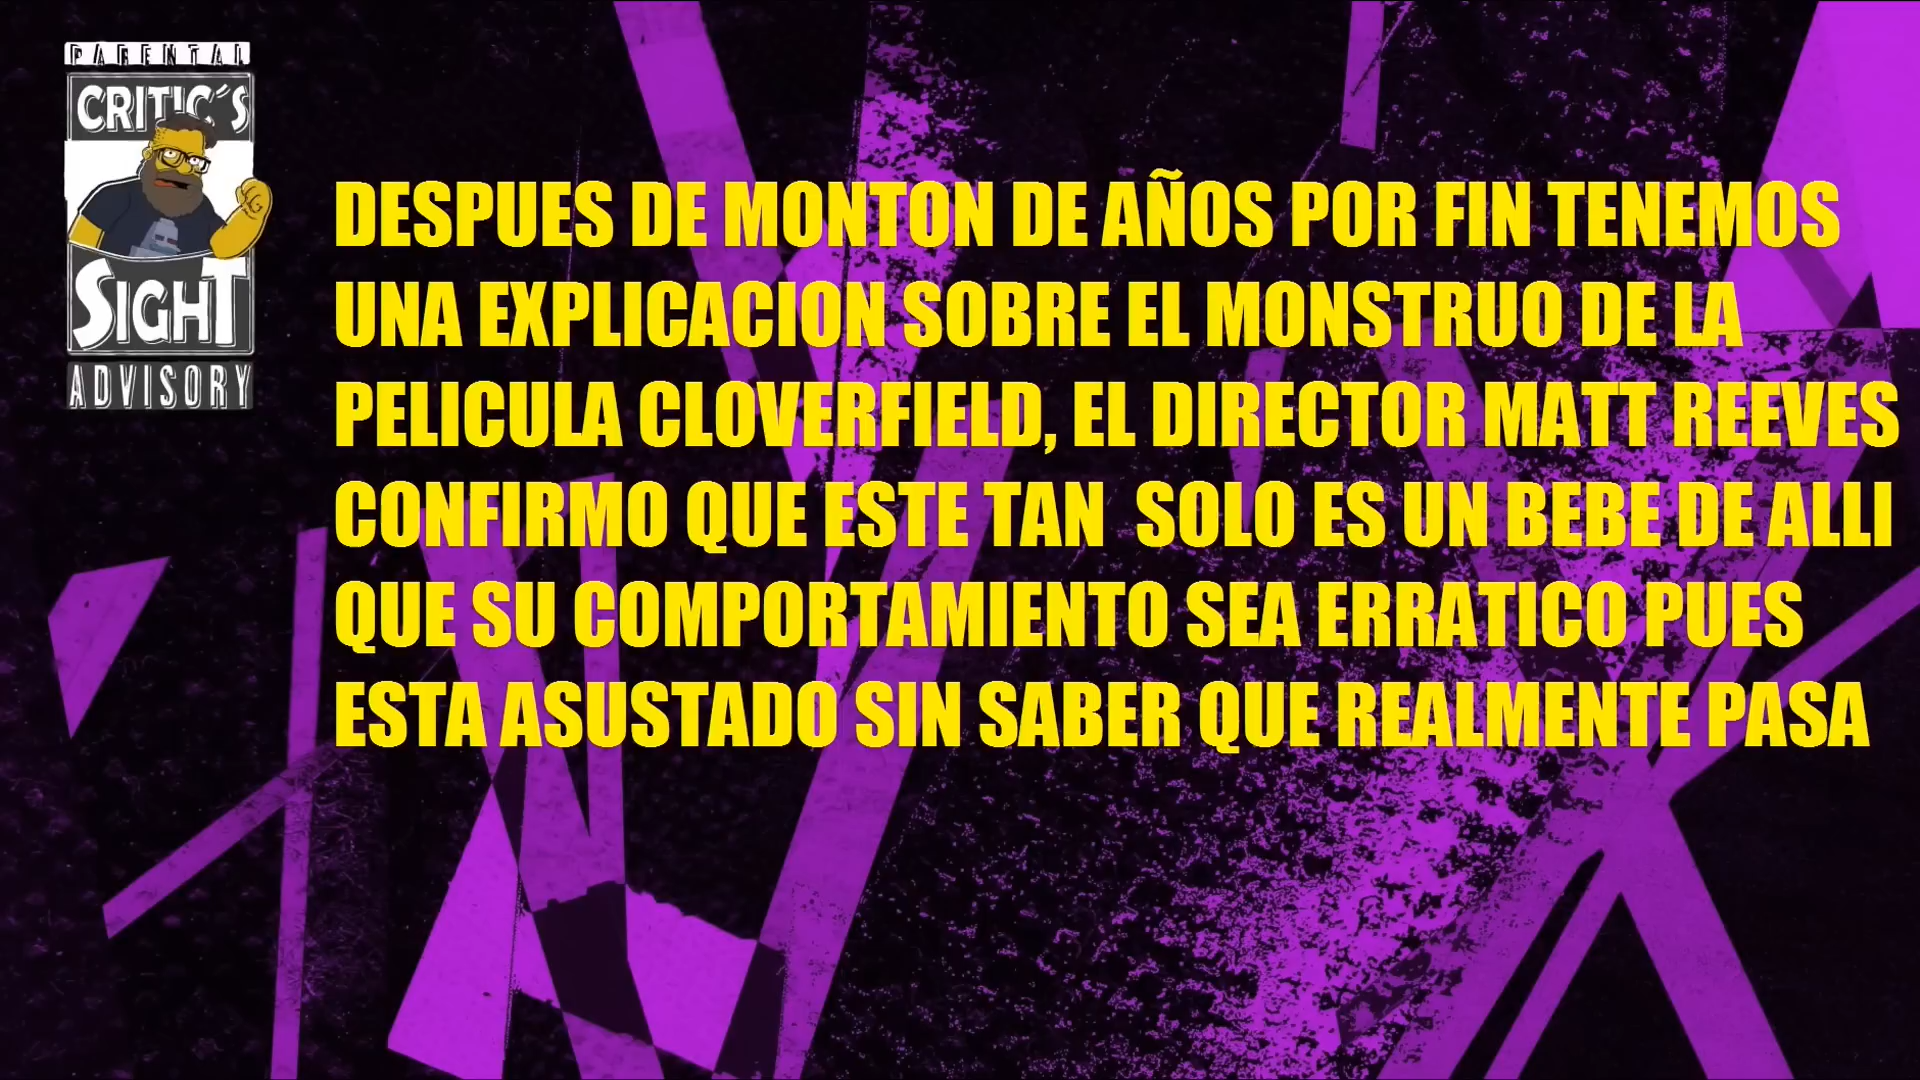 PARENTAL
CRITIC´S
SIGHT
ADVISORY
DESPUES DE MONTON DE AÑOS POR FIN TENEMOS
UNA EXPLICACION SOBRE EL MONSTRUO DE LA
PELICULA CLOVERFIELD, EL DIRECTOR MATT REEVES
CONFIRMO QUE ESTE TAN  SOLO ES UN BEBE DE ALLI
QUE SU COMPORTAMIENTO SEA ERRATICO PUES
ESTA ASUSTADO SIN SABER QUE REALMENTE PASA